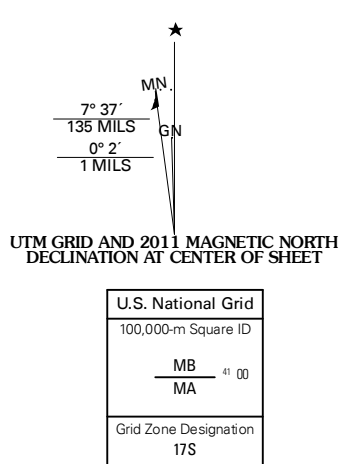 ★
MN
7° 37´
135 MILS
GN
0° 2´
1 MILS
UTM GRID AND 2011 MAGNETIC NORTH
DECLINATION AT CENTER OF SHEET
U.S. National Grid
100,000-m Square ID
MB
41 00
MA
Grid Zone Designation
17S